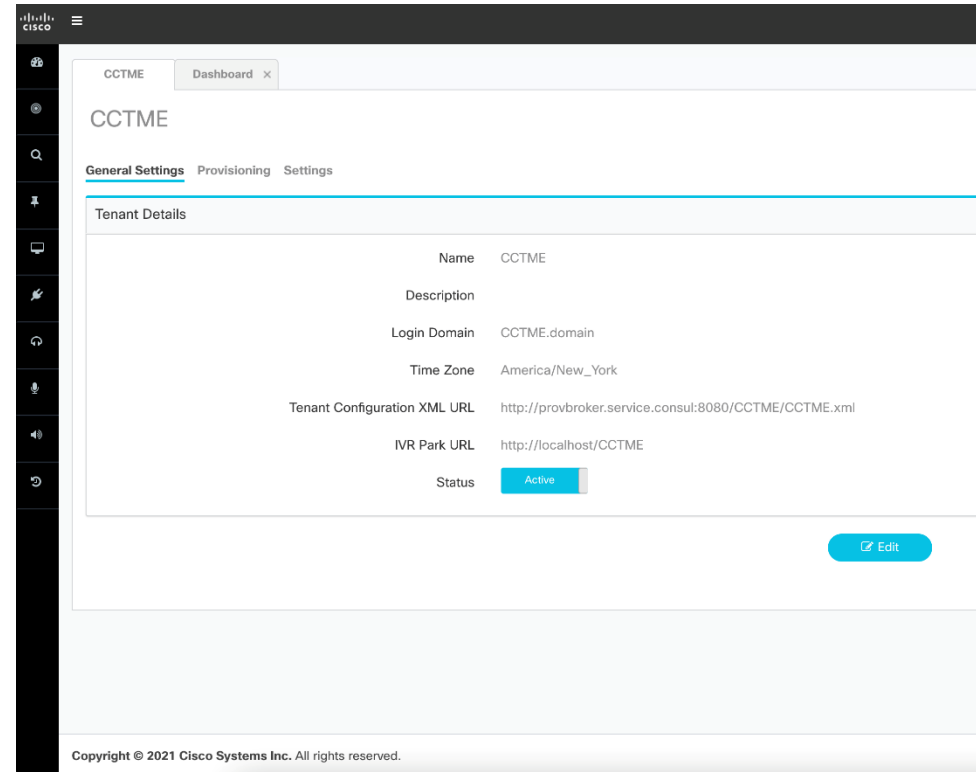 cisco
CCTME Dashboard ×
CCTME
General Settings Provisioning Settings
Tenant Details
Name CCTME
Description
Login Domain CCTME.domain
Time Zone America/New_York
Tenant Configuration XML URL http://provbroker.service.consul:8080/CCTME/CCTME.xml
IVR Park URL http://localhost/CCTME
Status Active
Edit
Copyright © 2021 Cisco Systems Inc. All rights reserved.